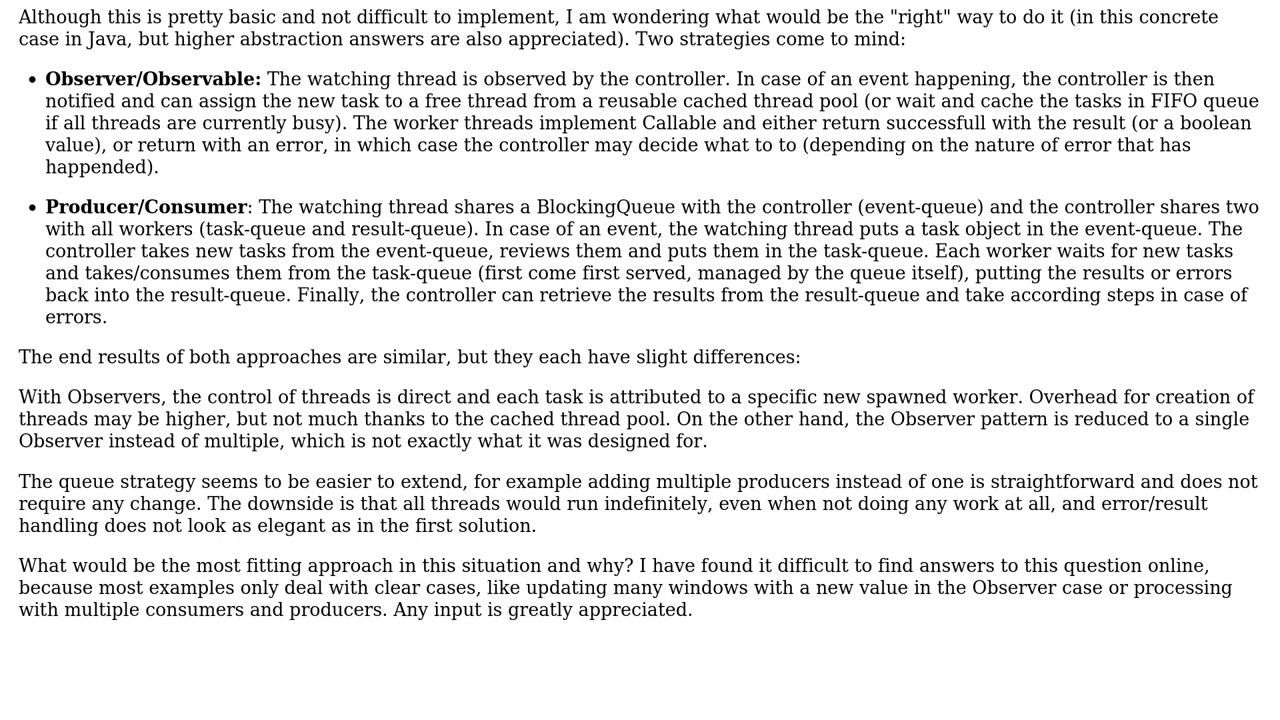 Although this is pretty basic and not difficult to implement, I am wondering what would be the "right" way to do it (in this concrete
case in Java, but higher abstraction answers are also appreciated). Two strategies come to mind:
• Observer/Observable: The watching thread is observed by the controller. In case of an event happening, the controller is then
notified and can assign the new task to a free thread from a reusable cached thread pool (or wait and cache the tasks in FIFO queue
if all threads are currently busy). The worker threads implement Callable and either return successfull with the result (or a boolean
value), or return with an error, in which case the controller may decide what to to (depending on the nature of error that has
happended).
• Producer/Consumer: The watching thread shares a BlockingQueue with the controller (event-queue) and the controller shares two
with all workers (task-queue and result-queue). In case of an event, the watching thread puts a task object in the event-queue. The
controller takes new tasks from the event-queue, reviews them and puts them in the task-queue. Each worker waits for new tasks
and takes/consumes them from the task-queue (first come first served, managed by the queue itself), putting the results or errors
back into the result-queue. Finally, the controller can retrieve the results from the result-queue and take according steps in case of
errors.
The end results of both approaches are similar, but they each have slight differences:
With Observers, the control of threads is direct and each task is attributed to a specific new spawned worker. Overhead for creation of
threads may be higher, but not much thanks to the cached thread pool. On the other hand, the Observer pattern is reduced to a single
Observer instead of multiple, which is not exactly what it was designed for.
The queue strategy seems to be easier to extend, for example adding multiple producers instead of one is straightforward and does not
require any change. The downside is that all threads would run indefinitely, even when not doing any work at all, and error/result
handling does not look as elegant as in the first solution.
What would be the most fitting approach in this situation and why? I have found it difficult to find answers to this question online,
because most examples only deal with clear cases, like updating many windows with a new value in the Observer case or processing
with multiple consumers and producers. Any input is greatly appreciated.